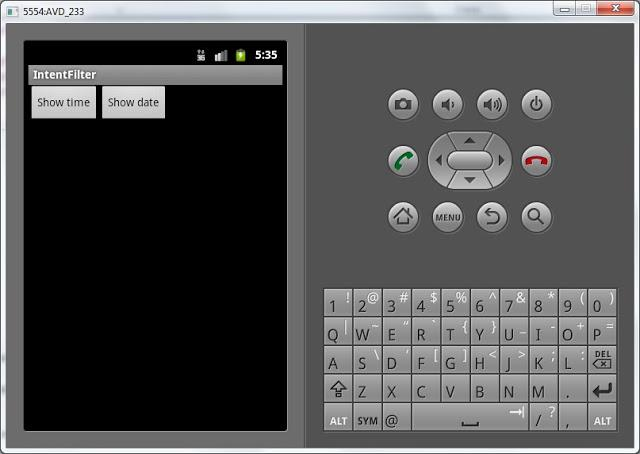 5554:AVD_233
3G 5:35
IntentFilter
Show time Show date
MENU
1 ! 2 @ 3 # 4 $ 5 % 6 ^ 7 & 8 * 9 ( 0 )
Q | W ~ E " R ` T { Y } U _ I - O + P =
A S \ D ' F [ G ] H < J > K ; L : DEL
Z X C V B N M .
ALT SYM @ / ? , ALT